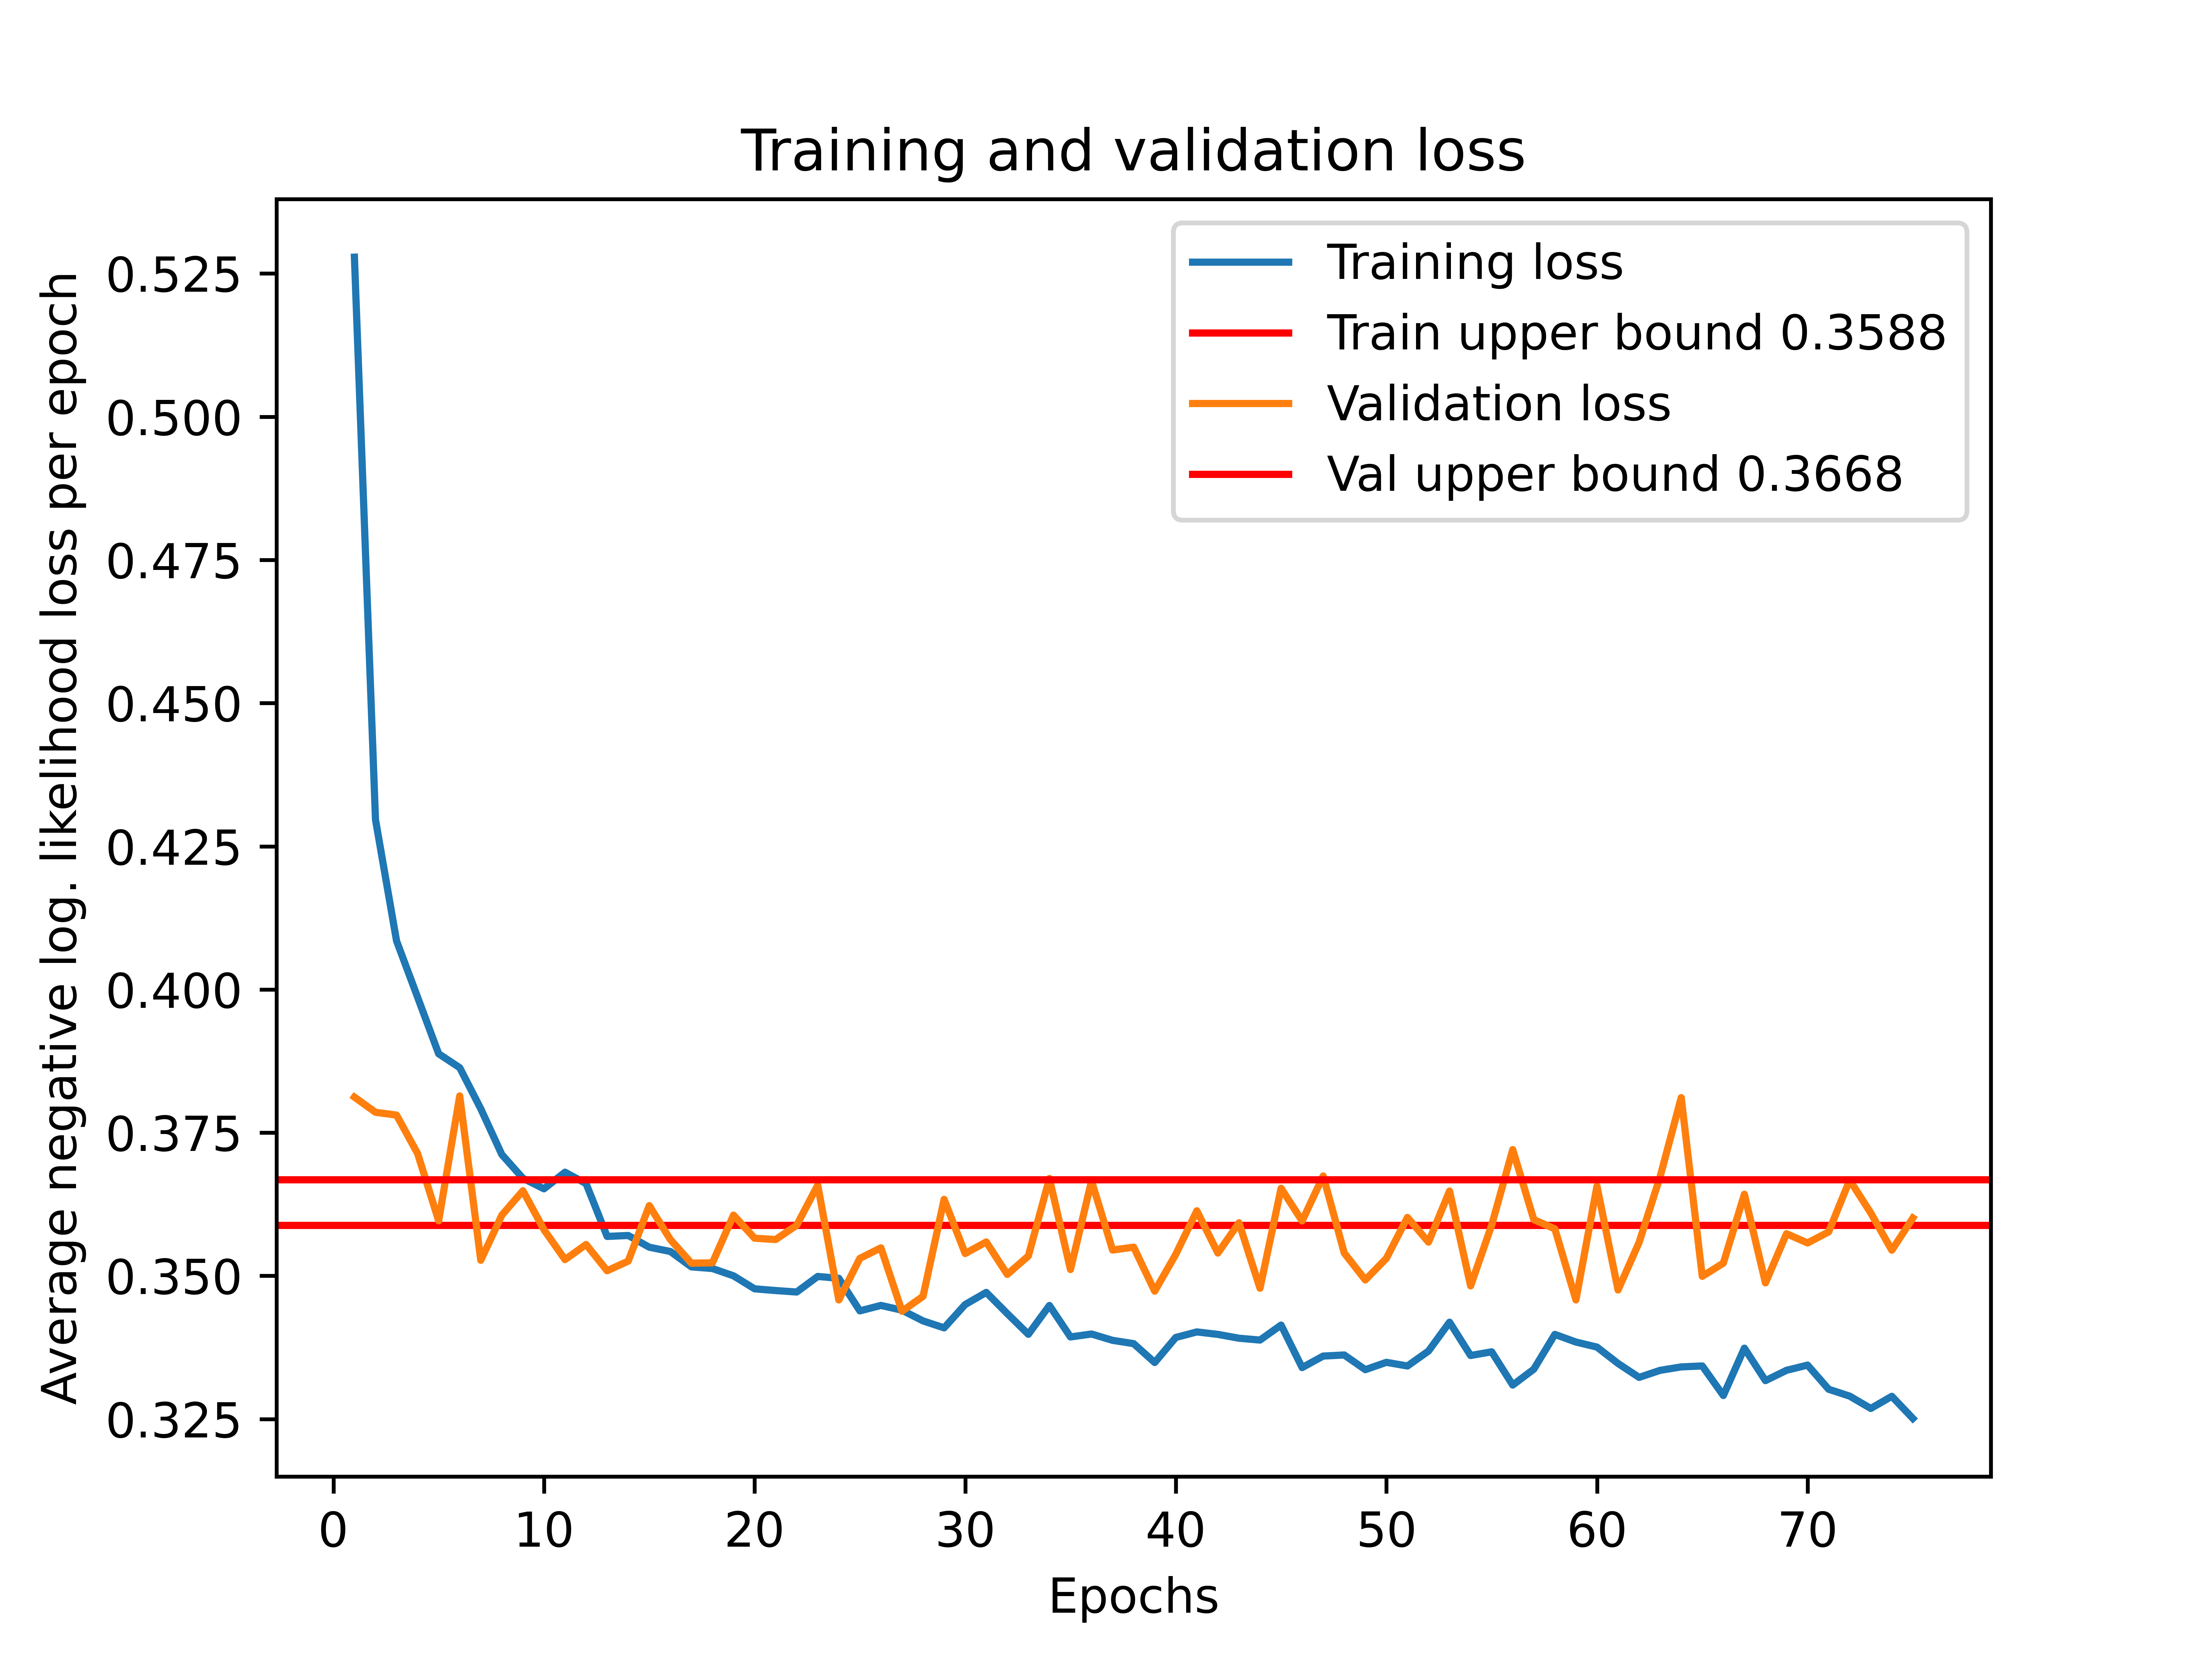 Training and validation loss
Training loss
Train upper bound 0.3588
Validation loss
Val upper bound 0.3668
Average negative log. likelihood loss per epoch
0.525
0.500
0.475
0.450
0.425
0.400
0.375
0.350
0.325
0 10 20 30 40 50 60 70
Epochs